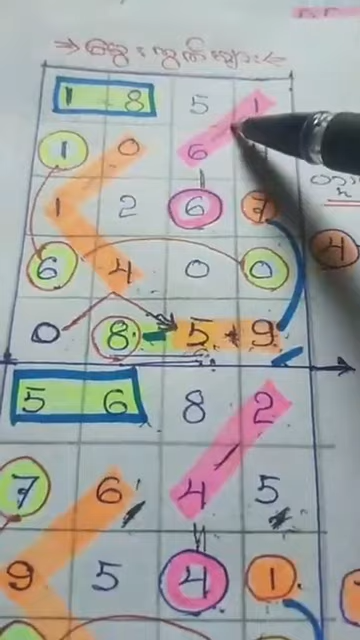 1 8 5 1
1 0 6
1 2 6 7
6 4 0 0
4
0 8 5 9
5 6 8 2
7 6 4 5
9 5 4 1